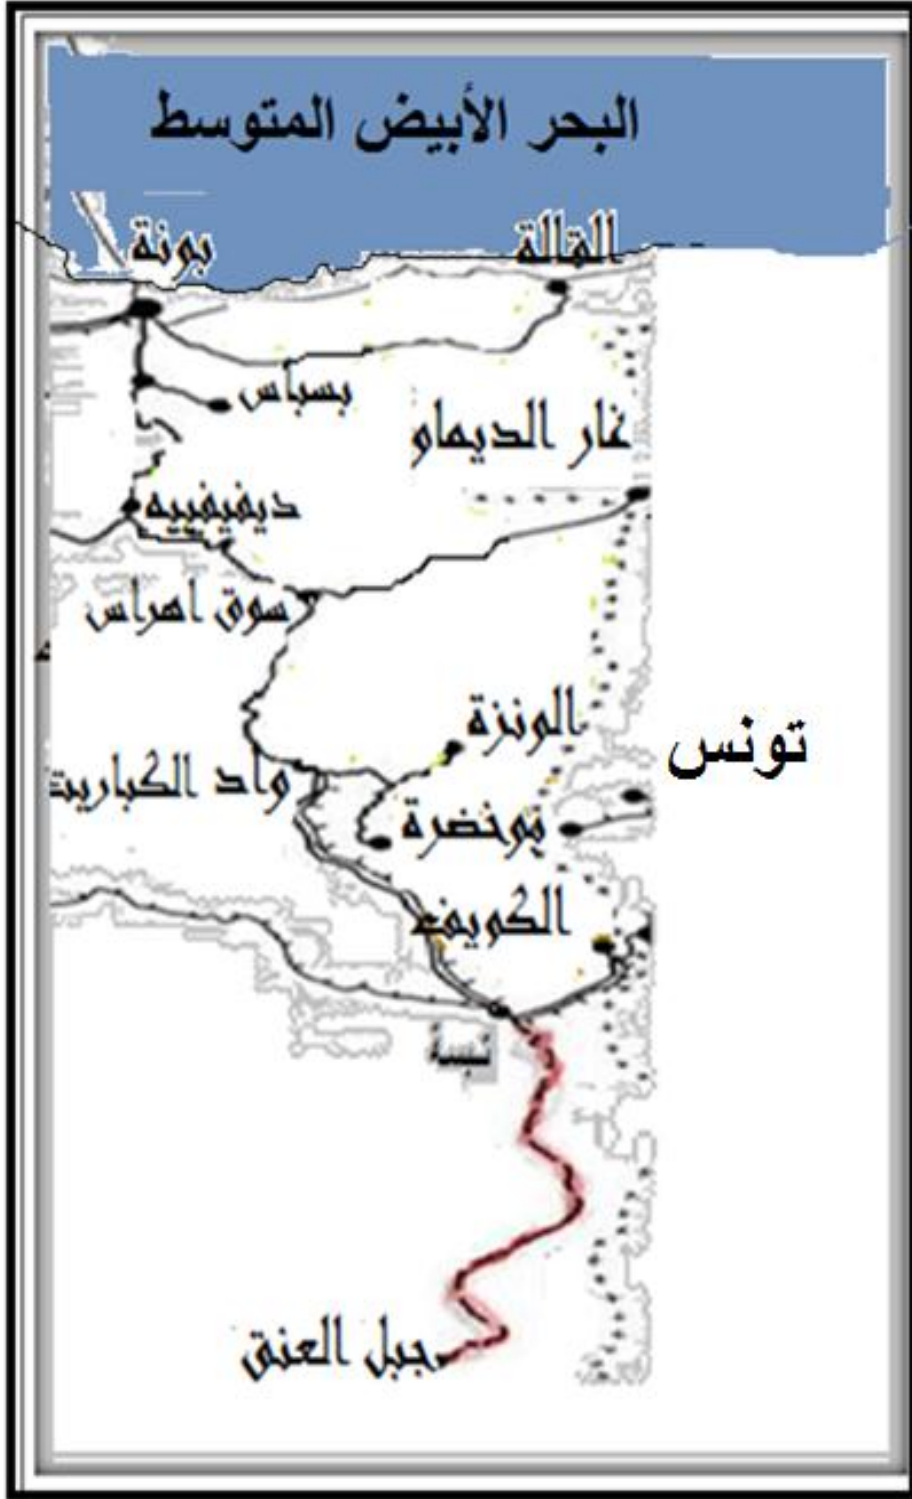 البحر الأبيض المتوسط
بونة
القالة
بسباس
غار الديماو
ديفيفييه
سوق اهراس
الونزة
تونس
واد الكباريت
بوخضرة
الكويف
تبسة
جبل العنق